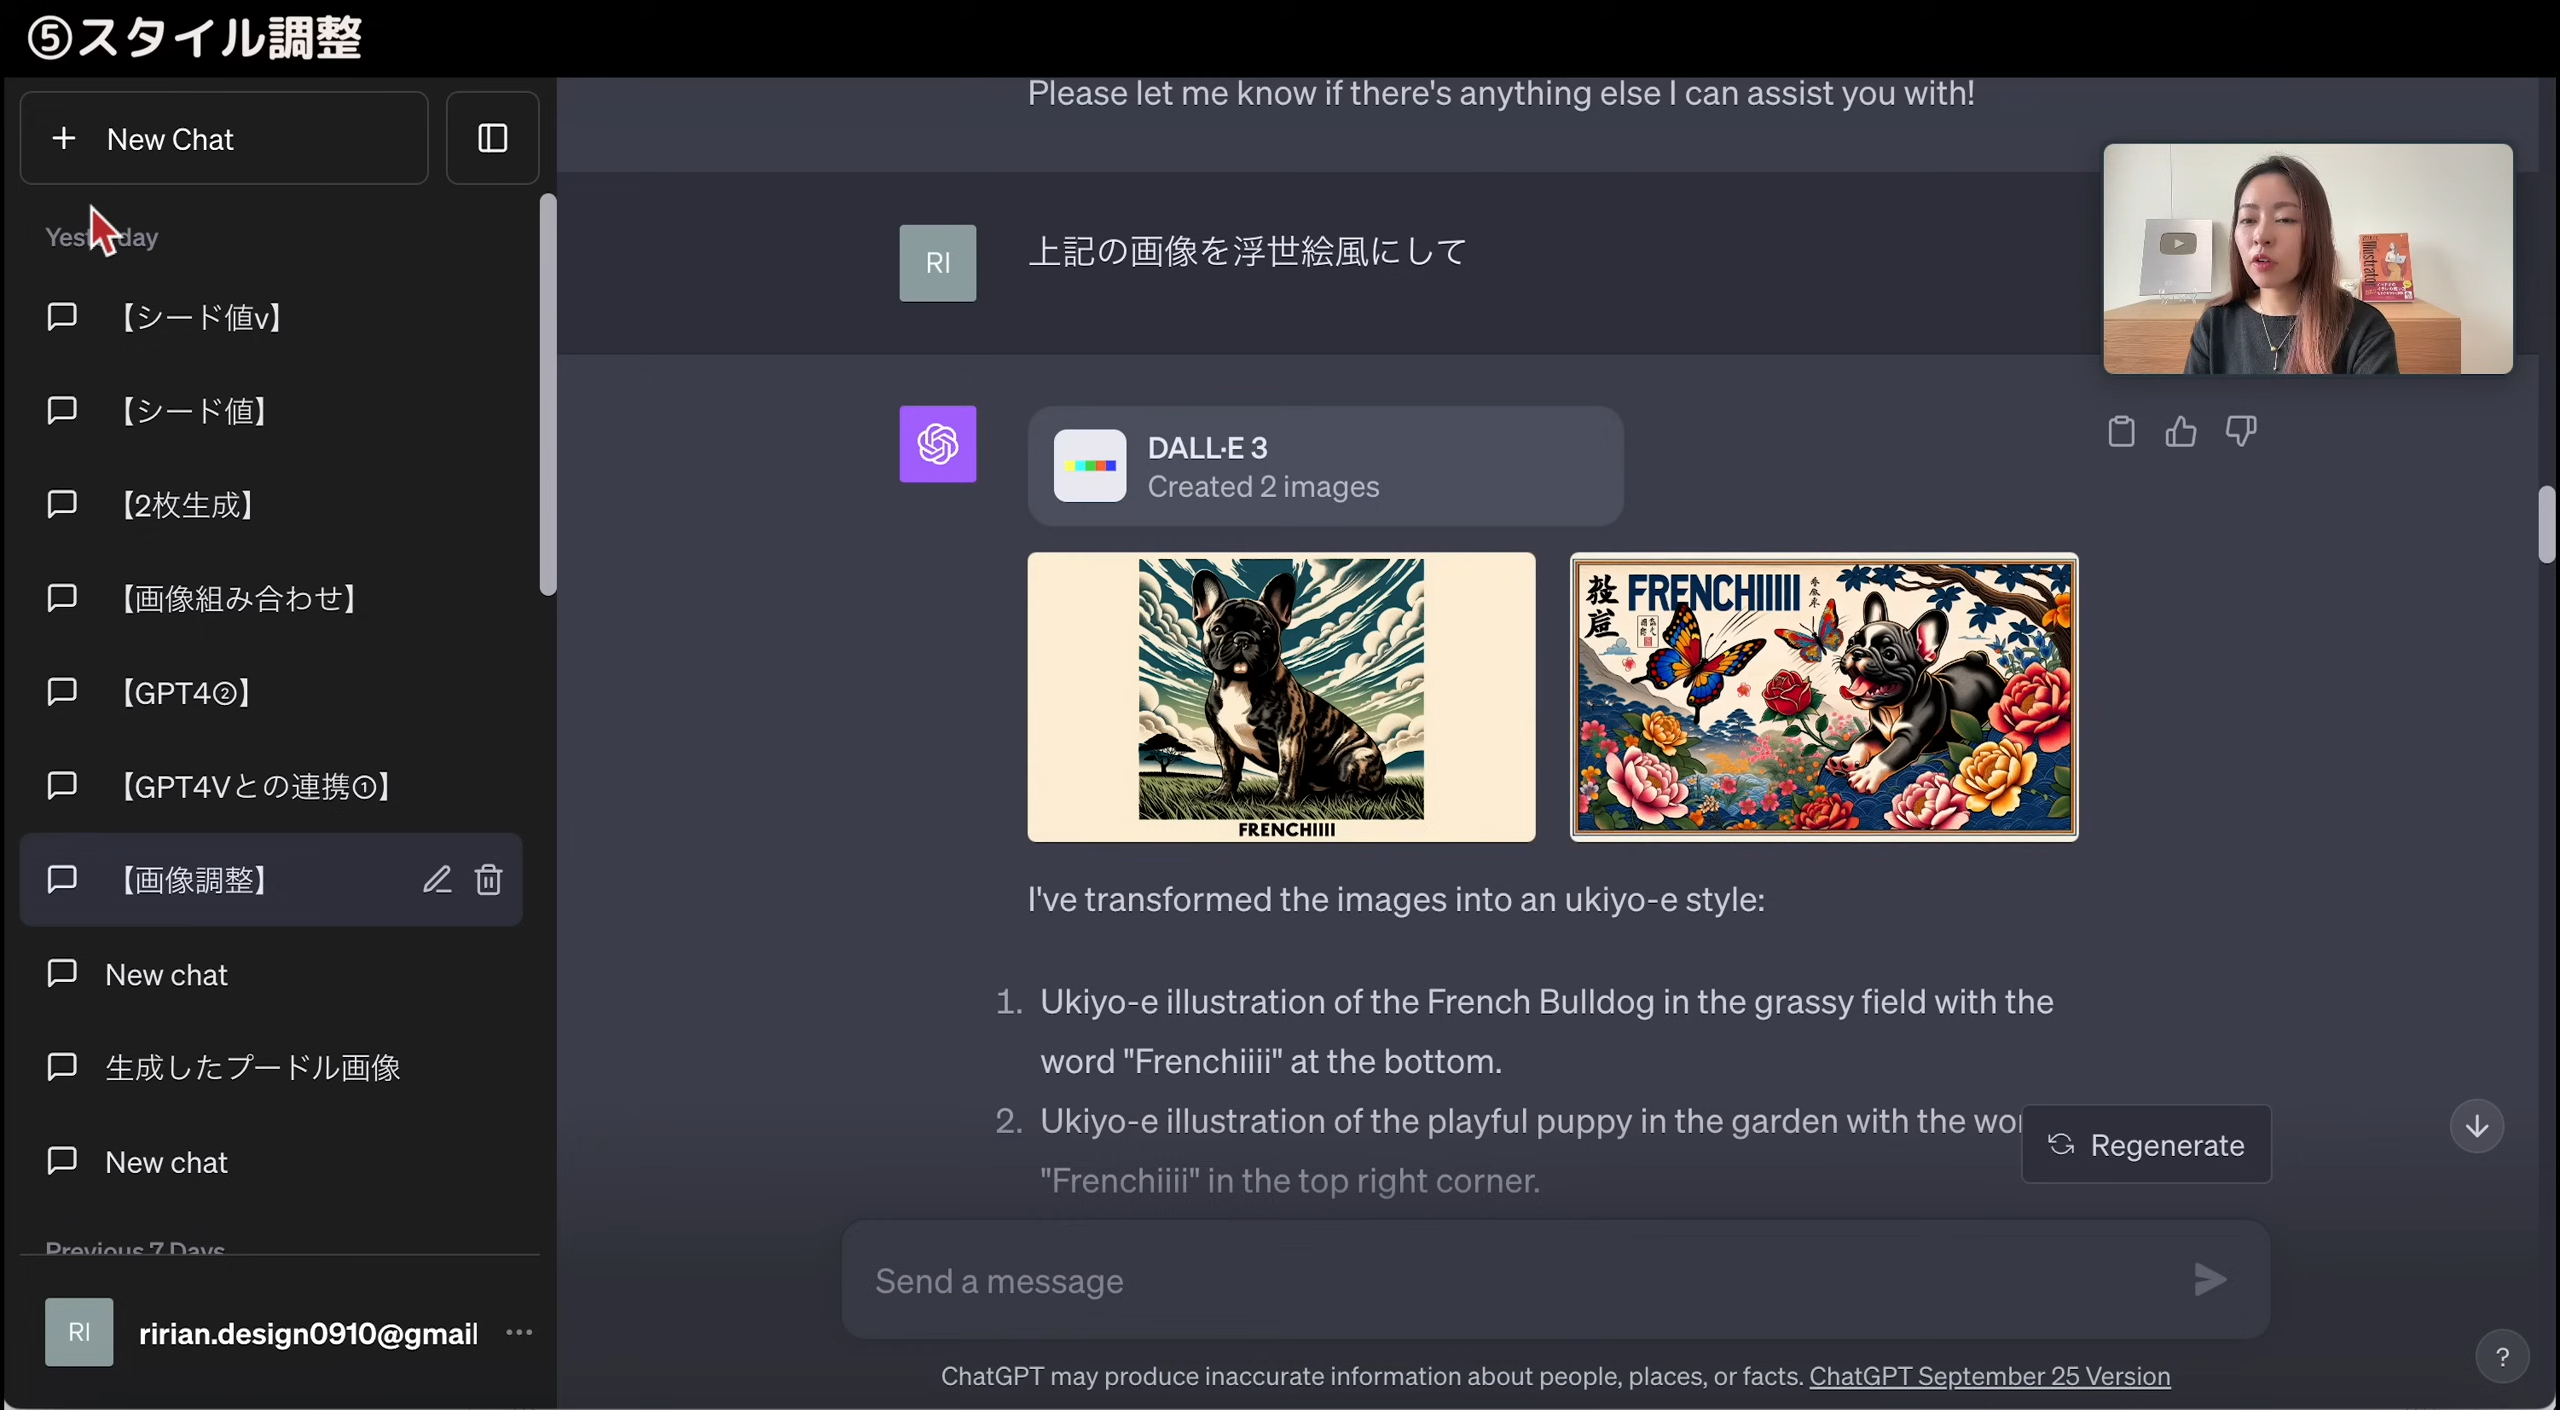 ⑤スタイル調整
New Chat
Yesterday
【シード値v】
【シード値】
【2枚生成】
【画像組み合わせ】
【GPT4②】
【GPT4Vとの連携①】
【画像調整】
New chat
生成したプードル画像
New chat
Previous 7 Days
RI
ririan.design0910@gmail
Please let me know if there's anything else I can assist you with!
RI
上記の画像を浮世絵風にして
DALL·E 3
Created 2 images
FRENCHIIII
FRENCHIIIII
I've transformed the images into an ukiyo-e style:
1. Ukiyo-e illustration of the French Bulldog in the grassy field with the
word "Frenchiiii" at the bottom.
2. Ukiyo-e illustration of the playful puppy in the garden with the wor
"Frenchiiii" in the top right corner.
Regenerate
Send a message
ChatGPT may produce inaccurate information about people, places, or facts. ChatGPT September 25 Version
?
Illustrator